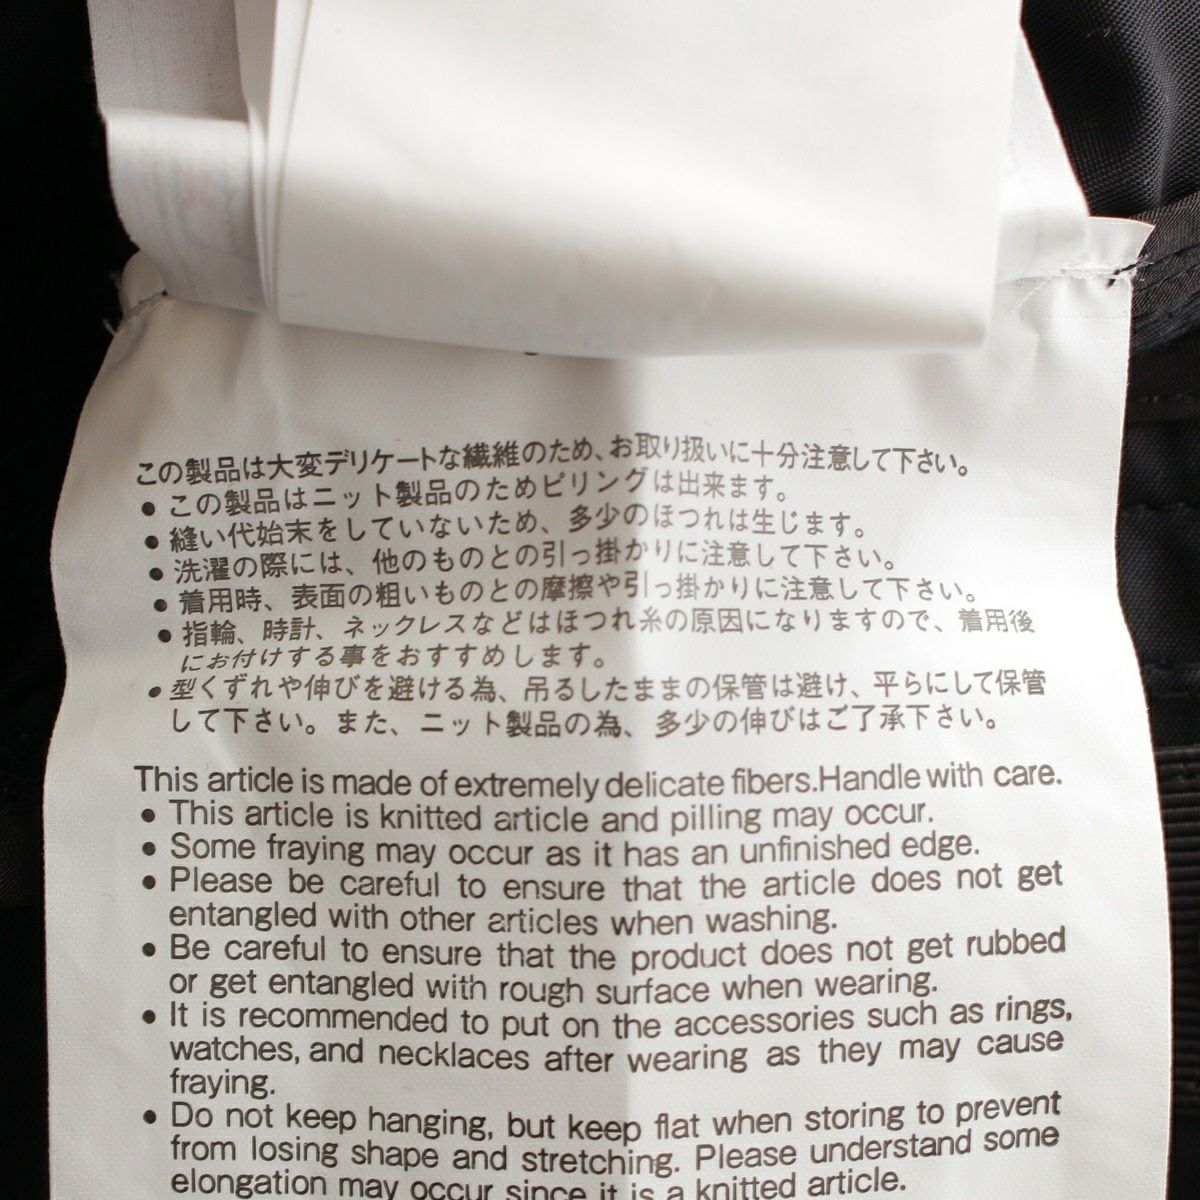 この製品は大変デリケートな繊維のため、お取り扱いに十分注意して下さい。
● この製品はニット製品のためピリングは出来ます。
● 縫い代始末をしていないため、多少のほつれは生じます。
● 洗濯の際には、他のものとの引っ掛かりに注意して下さい。
● 着用時、表面の粗いものとの摩擦や引っ掛かりに注意して下さい。
● 指輪、時計、ネックレスなどはほつれ糸の原因になりますので、着用後
にお付けする事をおすすめします。
● 型くずれや伸びを避ける為、吊るしたままの保管は避け、平らにして保管
して下さい。また、ニット製品の為、多少の伸びはご了承下さい。
This article is made of extremely delicate fibers.Handle with care.
● This article is knitted article and pilling may occur.
● Some fraying may occur as it has an unfinished edge.
● Please be careful to ensure that the article does not get
entangled with other articles when washing.
● Be careful to ensure that the product does not get rubbed
or get entangled with rough surface when wearing.
● It is recommended to put on the accessories such as rings,
watches, and necklaces after wearing as they may cause
fraying.
● Do not keep hanging, but keep flat when storing to prevent
from losing shape and stretching. Please understand some
elongation may occur since it is a knitted article.